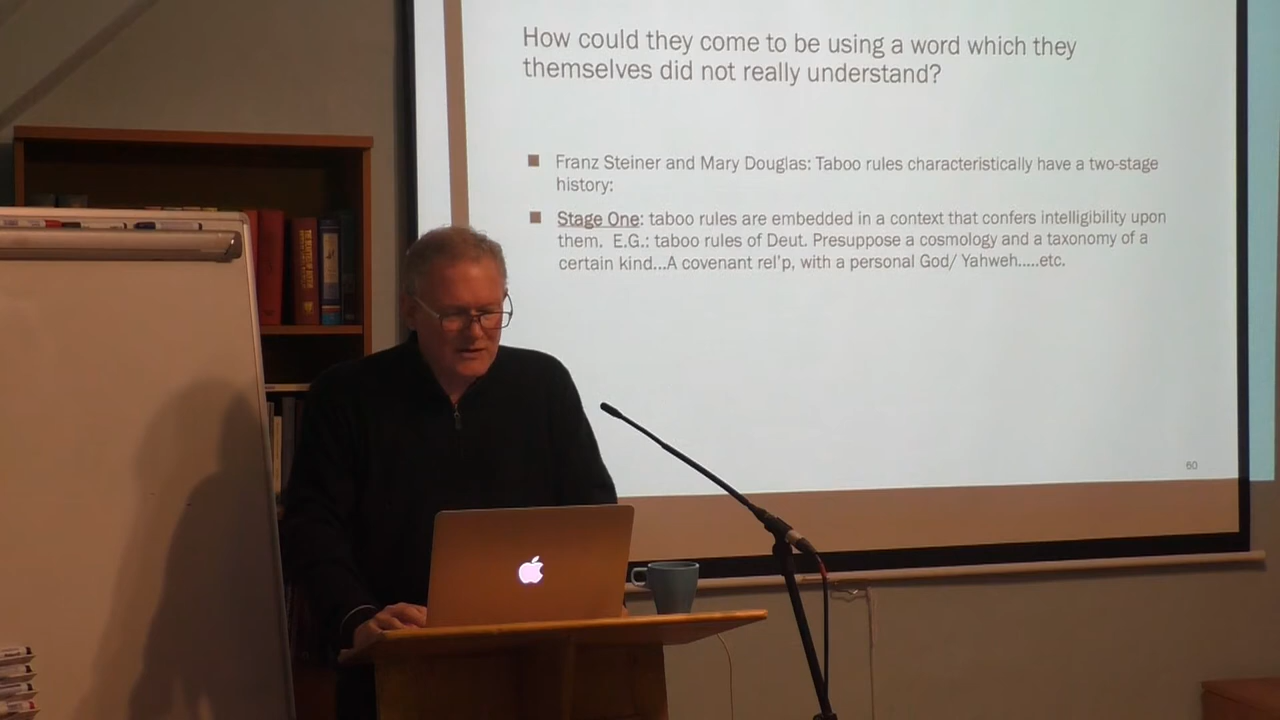 How could they come to be using a word which they
themselves did not really understand?
Franz Steiner and Mary Douglas: Taboo rules characteristically have a two-stage
history:
Stage One: taboo rules are embedded in a context that confers intelligibility upon
them. E.G.: taboo rules of Deut. Presuppose a cosmology and a taxonomy of a
certain kind...A covenant rel'p, with a personal God/ Yahweh.....etc.
60